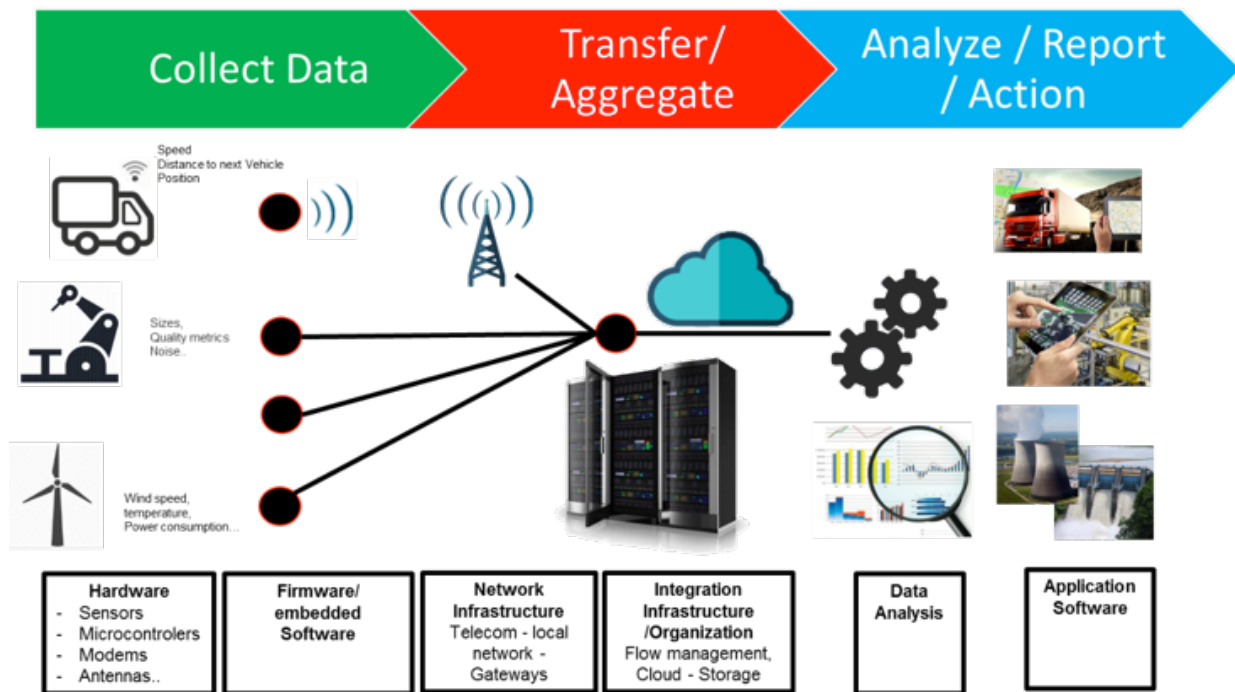 Collect Data
Transfer/
Aggregate
Analyze / Report
/ Action
Speed
Distance to next Vehicle
Position
Sizes,
Quality metrics
Noise..
Wind speed,
temperature,
Power consumption...
Hardware
- Sensors
- Microcontrolers
- Modems
- Antennas..
Firmware/
embedded
Software
Network
Infrastructure
Telecom - local
network -
Gateways
Integration
Infrastructure
/Organization
Flow management,
Cloud - Storage
Data
Analysis
Application
Software